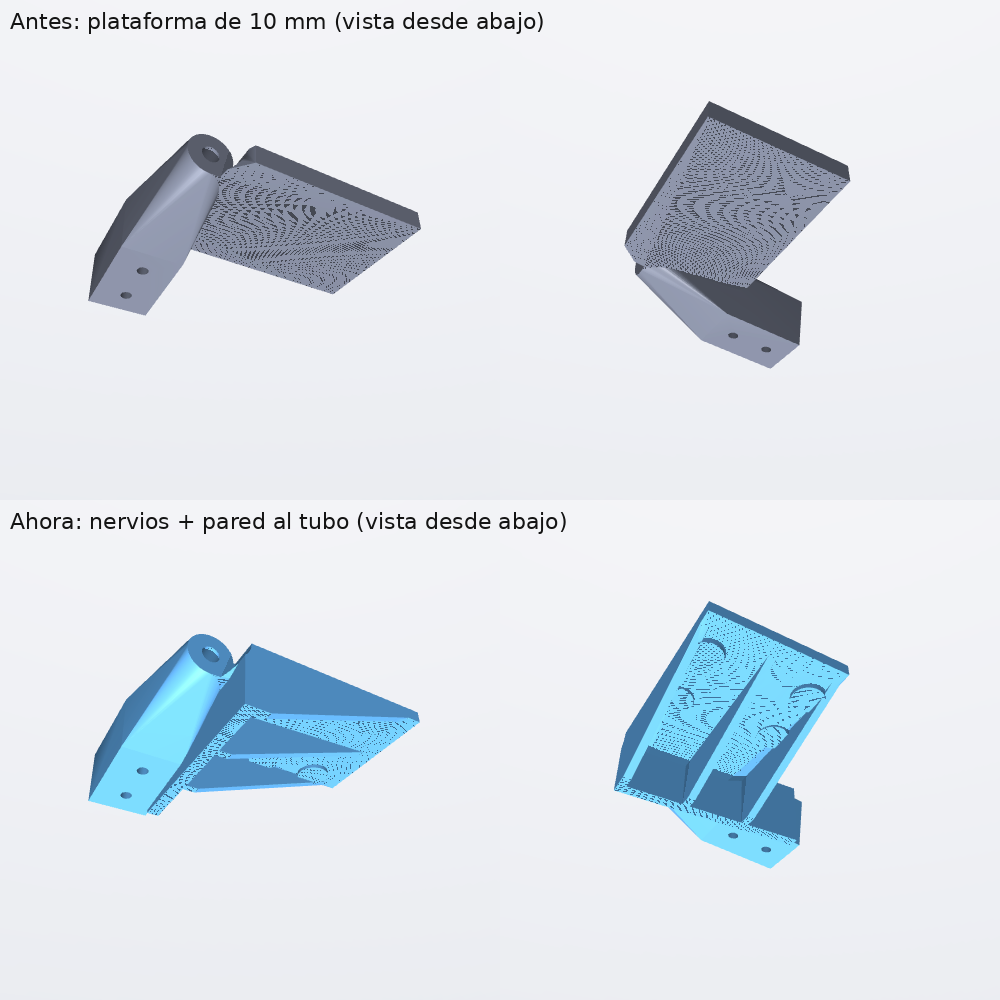 Antes: plataforma de 10 mm (vista desde abajo)
Ahora: nervios + pared al tubo (vista desde abajo)